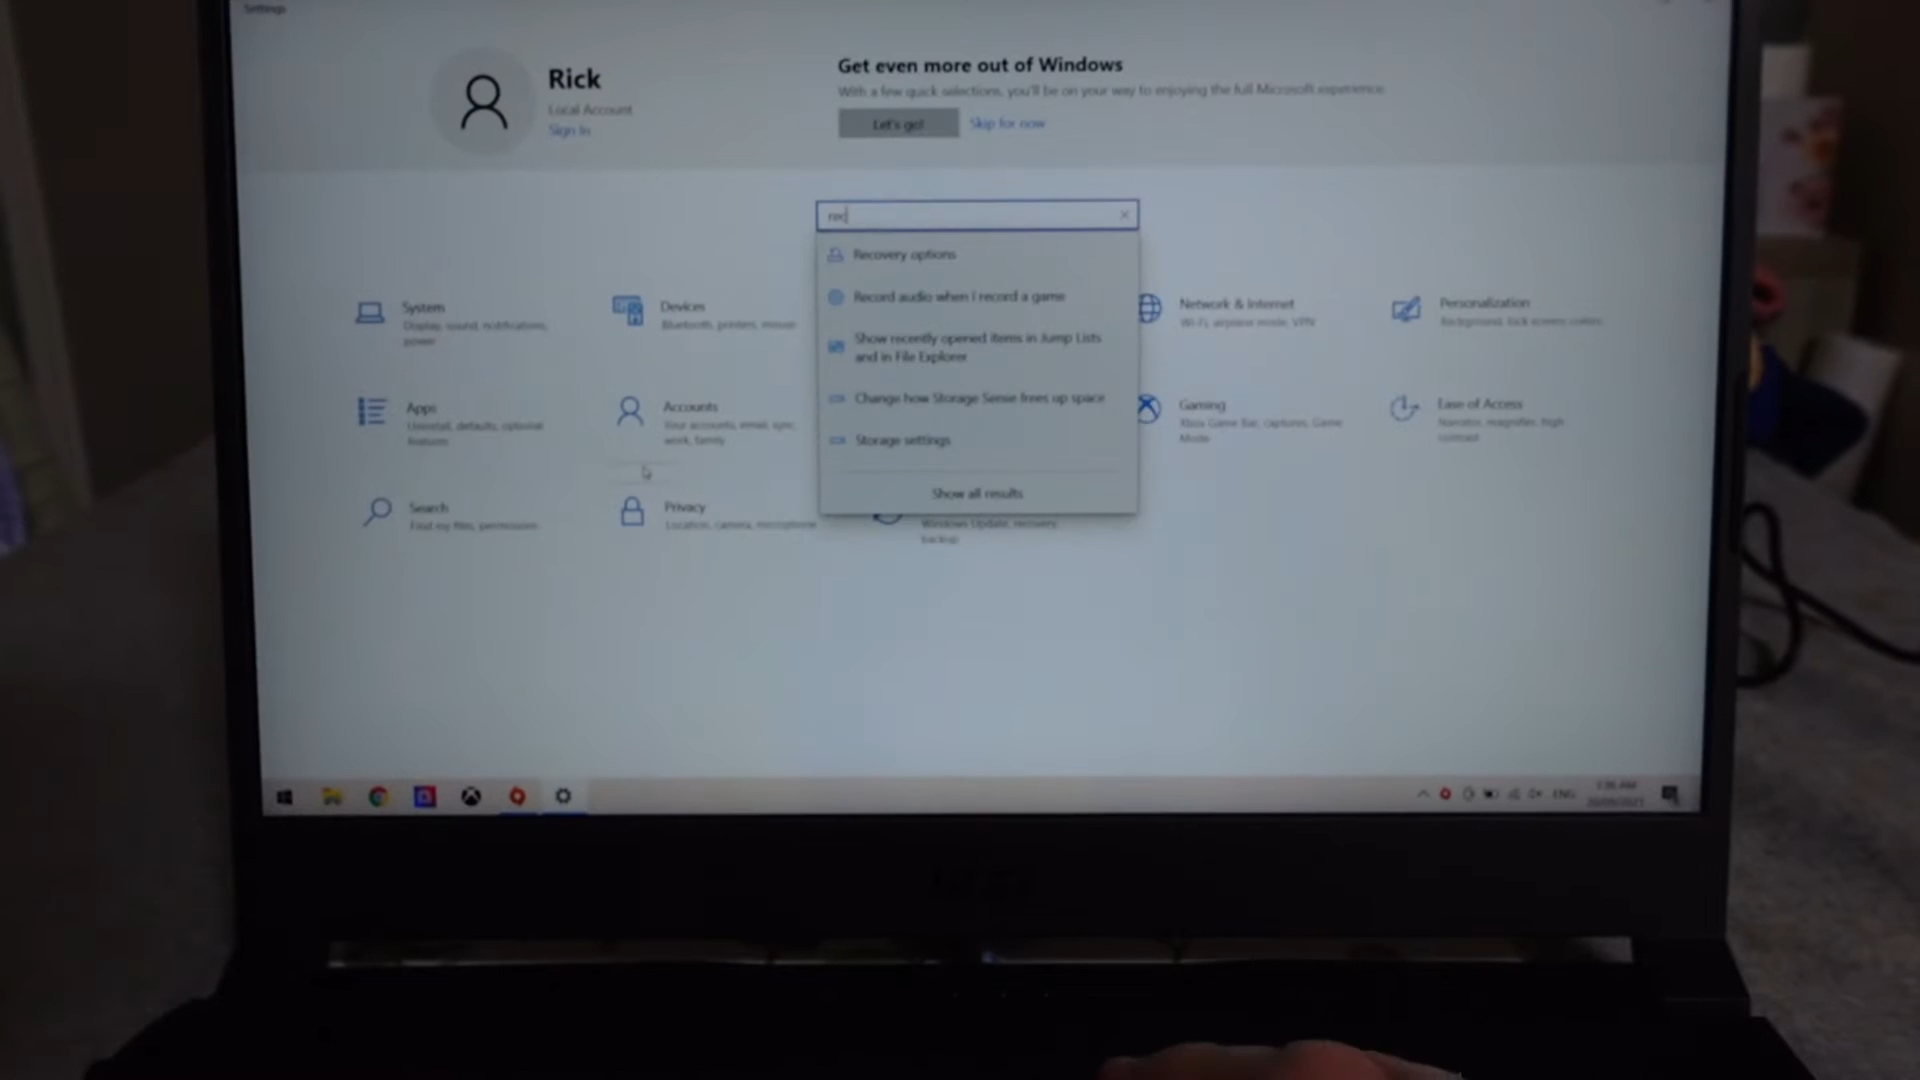 Settings
Rick
Local Account
Sign in
Get even more out of Windows
With a few quick selections, you'll be on your way to enjoying the full Microsoft experience.
Let's go!
Skip for now
rec
Recovery options
Record audio when I record a game
Show recently opened items in Jump Lists
and in File Explorer
Change how Storage Sense frees up space
Storage settings
Show all results
System
Display, sound, notifications,
power
Devices
Bluetooth, printers, mouse
Network & Internet
Wi-Fi, airplane mode, VPN
Personalization
Background, lock screen, colors
Apps
Uninstall, defaults, optional
features
Accounts
Your accounts, email, sync,
work, family
Gaming
Xbox Game Bar, captures, Game
Mode
Ease of Access
Narrator, magnifier, high
contrast
Search
Find my files, permissions
Privacy
Location, camera, microphone
Windows Update, recovery,
backup
ENG